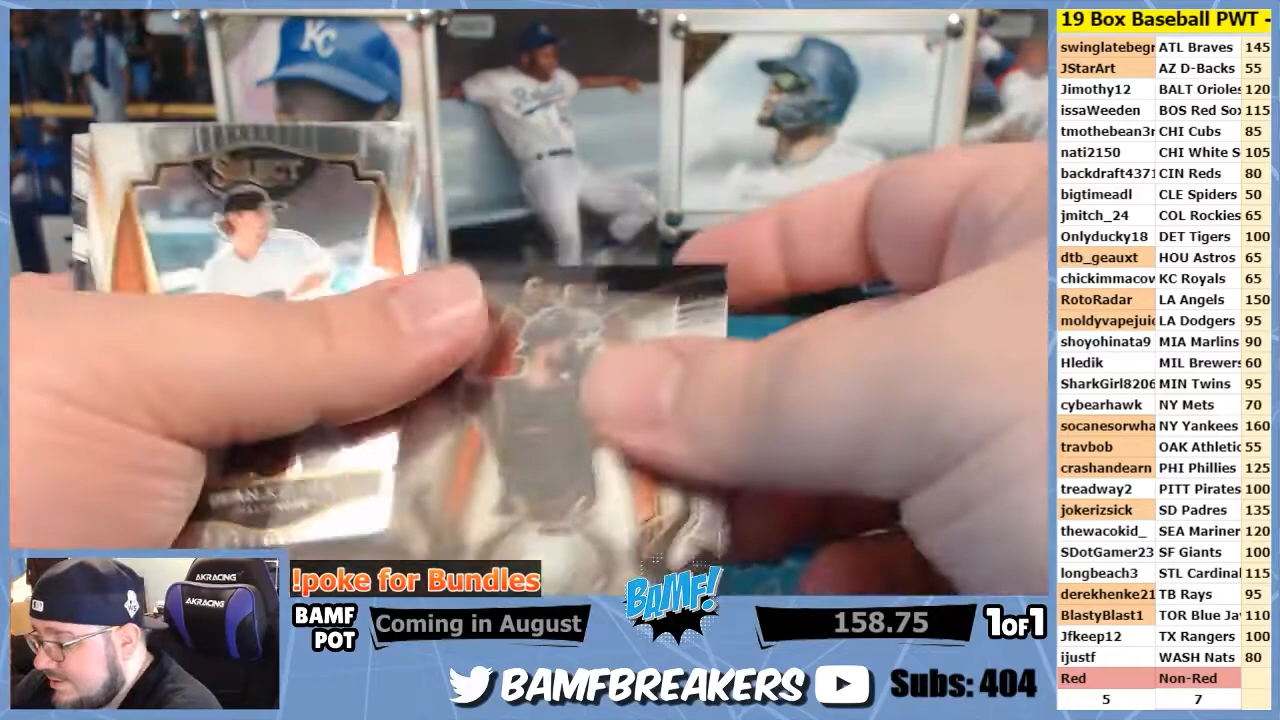 19 Box Baseball PWT -
swinglatebegr ATL Braves 145
JStarArt AZ D-Backs 55
Jimothy12 BALT Orioles 120
issaWeeden BOS Red Sox 115
tmothebean3r CHI Cubs 85
nati2150 CHI White S 105
backdraft4371 CIN Reds 80
bigtimeadl CLE Spiders 50
jmitch_24 COL Rockies 65
Onlyducky18 DET Tigers 100
dtb_geauxt HOU Astros 65
chickimmacov KC Royals 65
RotoRadar LA Angels 150
moldyvapejuic LA Dodgers 95
shoyohinata9 MIA Marlins 90
Hledik MIL Brewers 60
SharkGirl8206 MIN Twins 95
cybearhawk NY Mets 70
socanesorwha NY Yankees 160
travbob OAK Athletic 55
crashandearn PHI Phillies 125
treadway2 PITT Pirates 100
jokerizsick SD Padres 135
thewacokid_ SEA Mariner 120
SDotGamer23 SF Giants 100
longbeach3 STL Cardinal 115
derekhenke21 TB Rays 95
BlastyBlast1 TOR Blue Jay 110
Jfkeep12 TX Rangers 100
ijustf WASH Nats 80
Red Non-Red
5 7
KC
AKRACING
AKRACING
!poke for Bundles
BAMF POT
Coming in August
BAMF!
158.75
1OF1
BAMFBREAKERS
Subs: 404